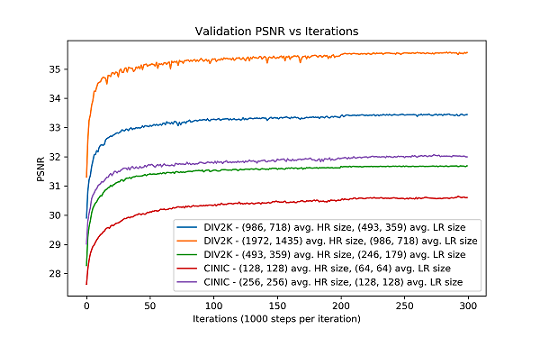 Validation PSNR vs Iterations
35
34
33
32
31
30
29
28
PSNR
DIV2K - (986, 718) avg. HR size, (493, 359) avg. LR size
DIV2K - (1972, 1435) avg. HR size, (986, 718) avg. LR size
DIV2K - (493, 359) avg. HR size, (246, 179) avg. LR size
CINIC - (128, 128) avg. HR size, (64, 64) avg. LR size
CINIC - (256, 256) avg. HR size, (128, 128) avg. LR size
0 50 100 150 200 250 300
Iterations (1000 steps per iteration)